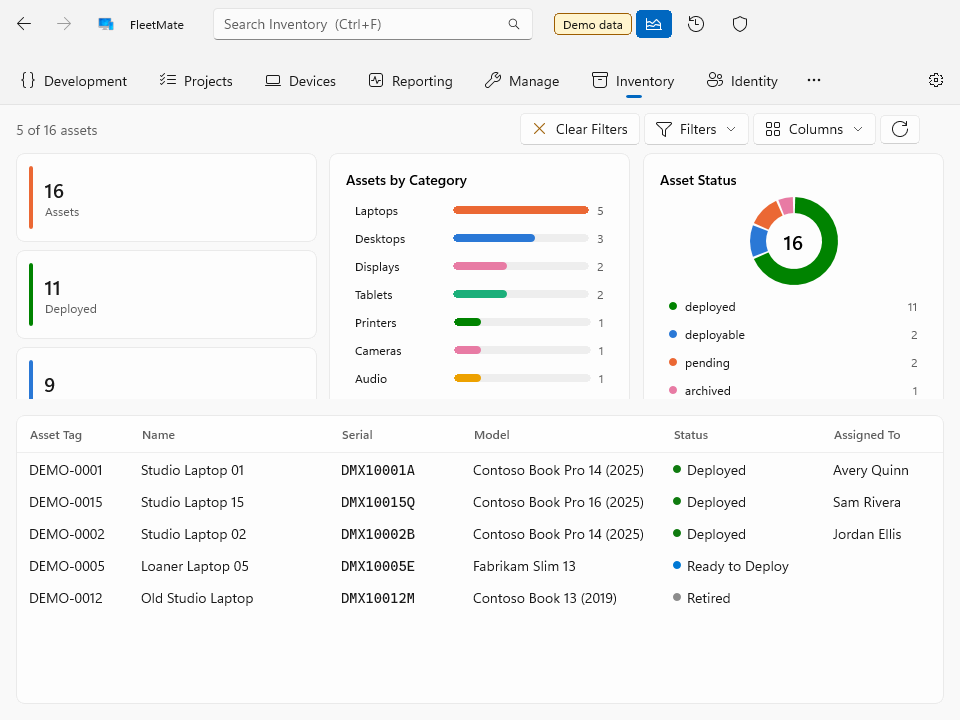 FleetMate
Search Inventory (Ctrl+F)
Demo data
Development
Projects
Devices
Reporting
Manage
Inventory
Identity
5 of 16 assets
Clear Filters
Filters
Columns
16
Assets
11
Deployed
9
Assets by Category
Laptops 5
Desktops 3
Displays 2
Tablets 2
Printers 1
Cameras 1
Audio 1
Asset Status
16
deployed 11
deployable 2
pending 2
archived 1
Asset Tag Name Serial Model Status Assigned To
DEMO-0001 Studio Laptop 01 DMX10001A Contoso Book Pro 14 (2025) Deployed Avery Quinn
DEMO-0015 Studio Laptop 15 DMX10015Q Contoso Book Pro 16 (2025) Deployed Sam Rivera
DEMO-0002 Studio Laptop 02 DMX10002B Contoso Book Pro 14 (2025) Deployed Jordan Ellis
DEMO-0005 Loaner Laptop 05 DMX10005E Fabrikam Slim 13 Ready to Deploy
DEMO-0012 Old Studio Laptop DMX10012M Contoso Book 13 (2019) Retired